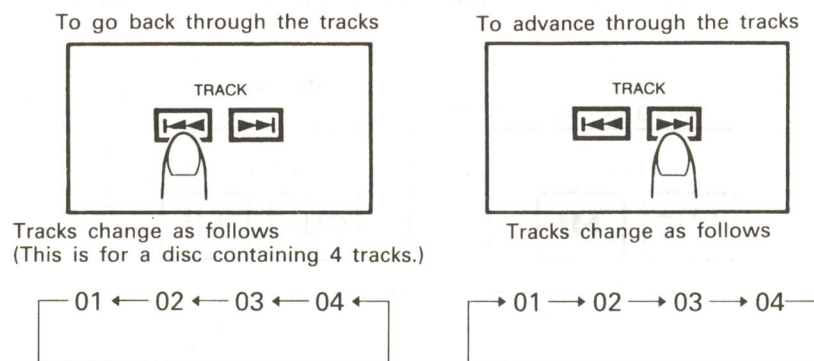 To go back through the tracks
TRACK
Tracks change as follows
(This is for a disc containing 4 tracks.)
01 ← 02 ← 03 ← 04 ←
To advance through the tracks
TRACK
Tracks change as follows
→ 01 → 02 → 03 → 04